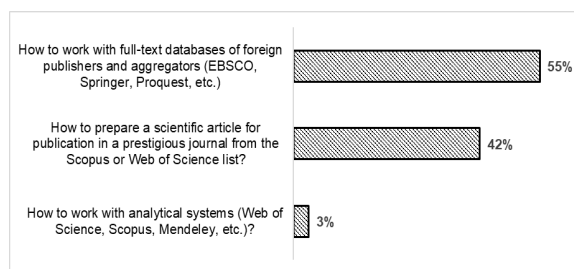 How to work with full-text databases of foreign
publishers and aggregators (EBSCO,
Springer, Proquest, etc.)
55%
How to prepare a scientific article for
publication in a prestigious journal from the
Scopus or Web of Science list?
42%
How to work with analytical systems (Web of
Science, Scopus, Mendeley, etc.)?
3%